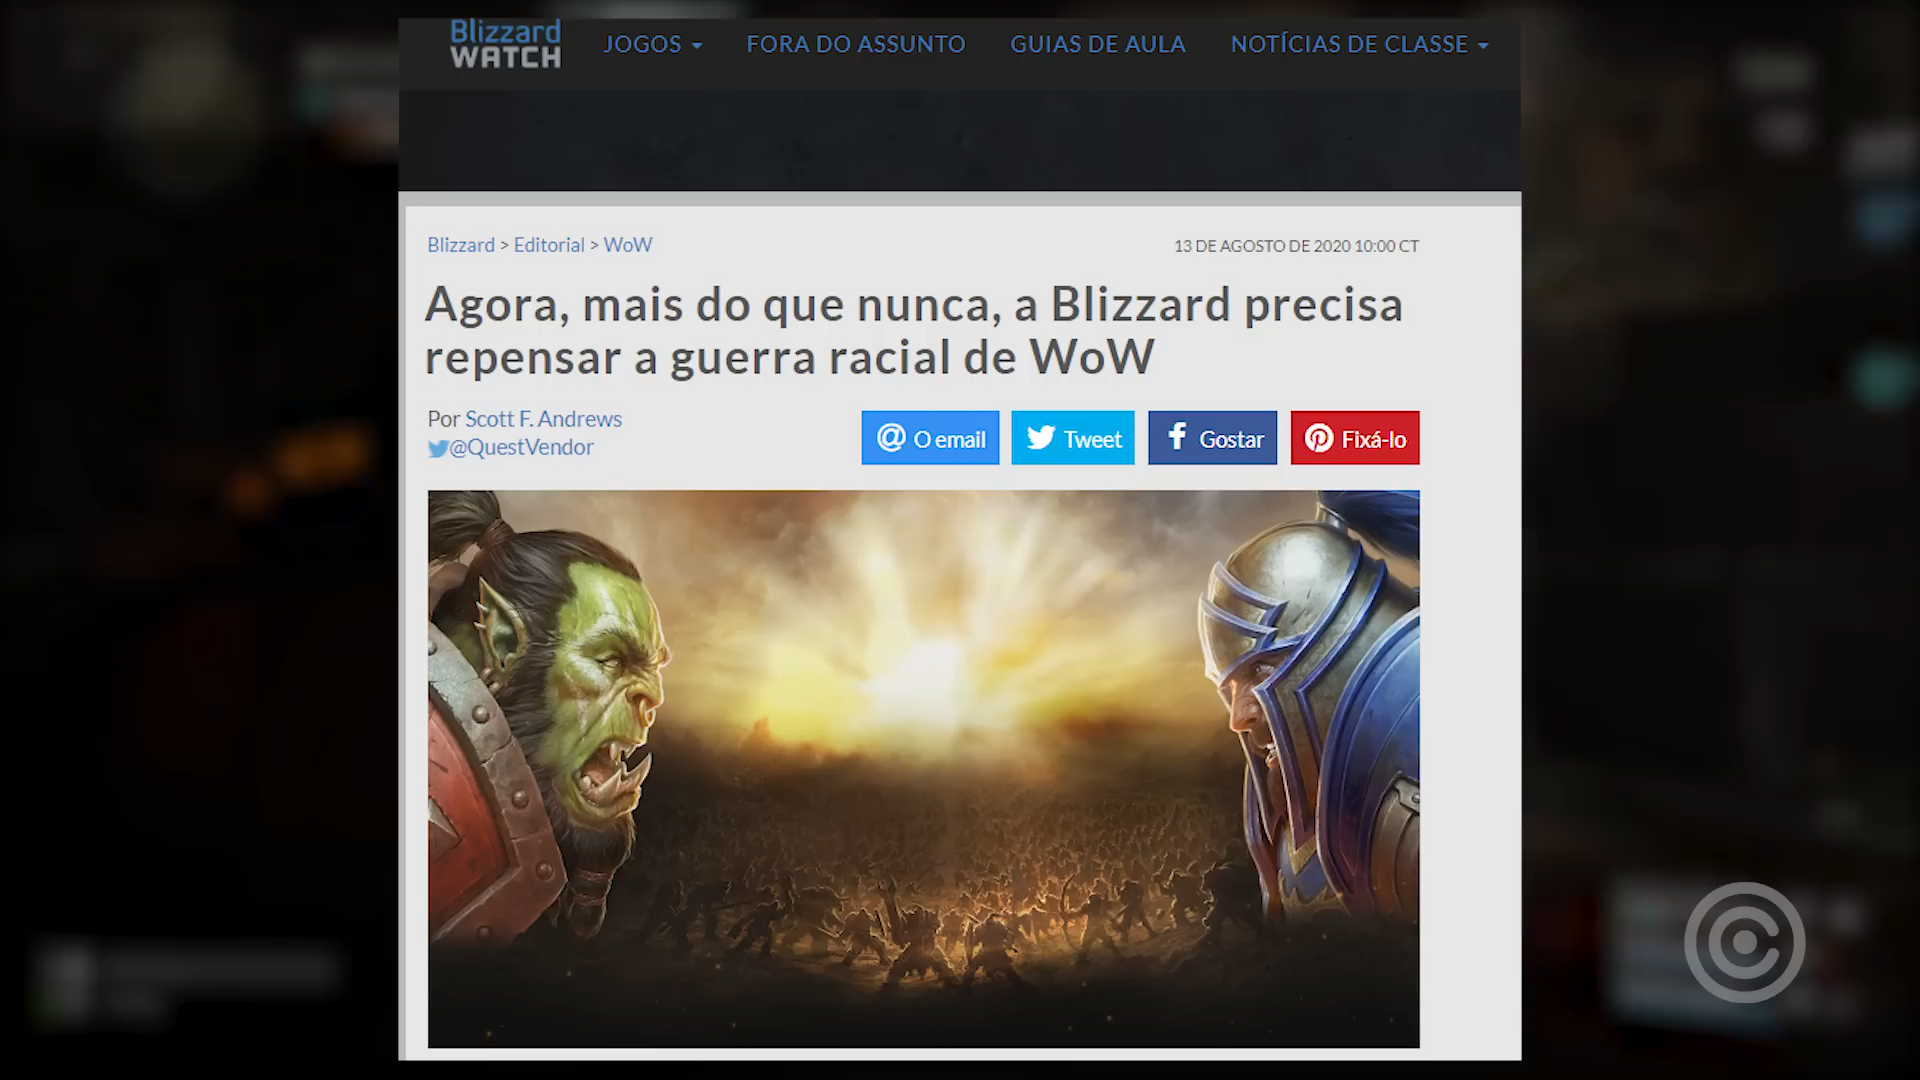 Blizzard
WATCH
JOGOS
FORA DO ASSUNTO
GUIAS DE AULA
NOTÍCIAS DE CLASSE
Blizzard > Editorial > WoW
13 DE AGOSTO DE 2020 10:00 CT
Agora, mais do que nunca, a Blizzard precisa
repensar a guerra racial de WoW
Por Scott F. Andrews
@QuestVendor
O email
Tweet
Gostar
Fixá-lo